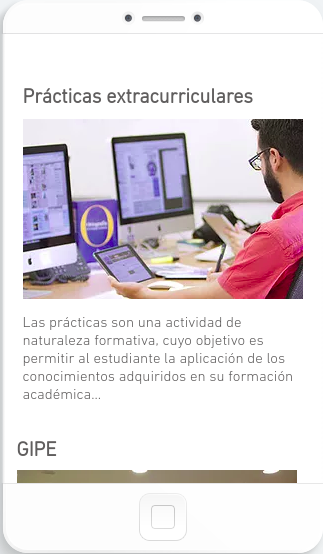 Prácticas extracurriculares
Las prácticas son una actividad de
naturaleza formativa, cuyo objetivo es
permitir al estudiante la aplicación de los
conocimientos adquiridos en su formación
académica...
GIPE